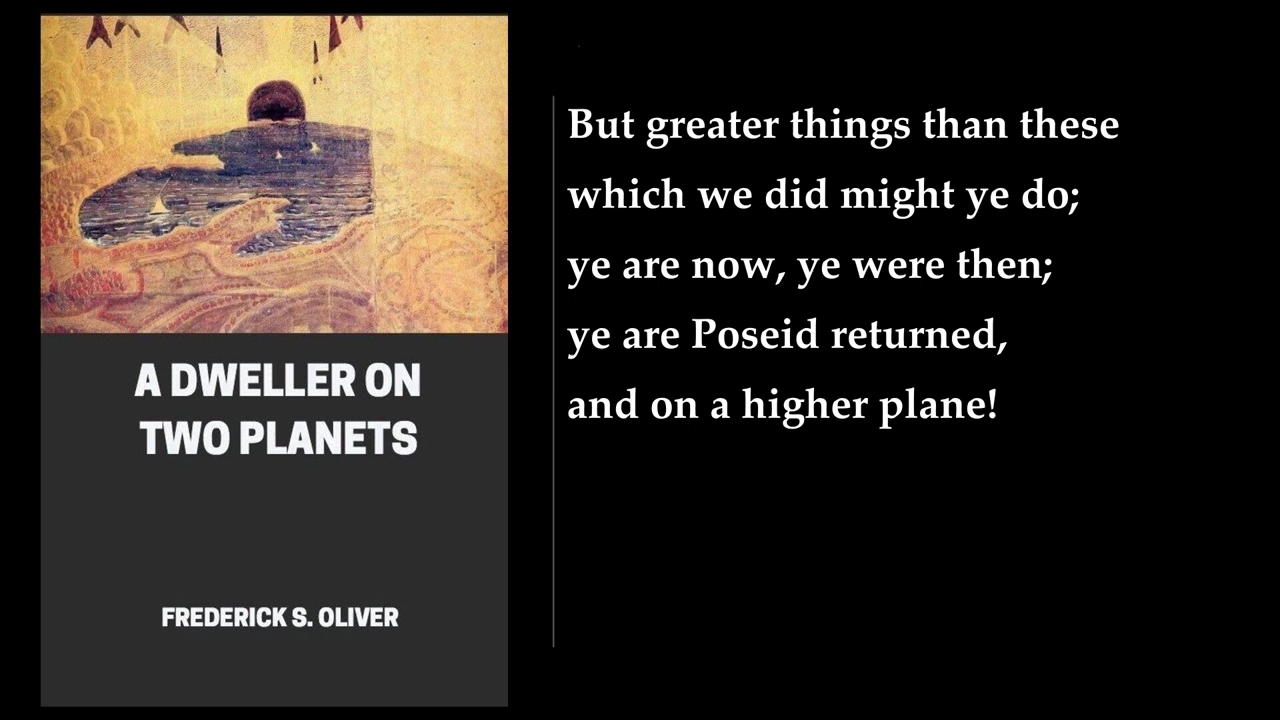 A DWELLER ON
TWO PLANETS
FREDERICK S. OLIVER
But greater things than these
which we did might ye do;
ye are now, ye were then;
ye are Poseid returned,
and on a higher plane!